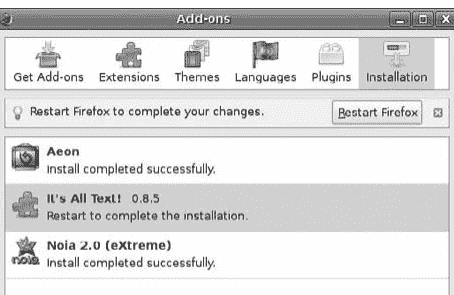 Add-ons
Get Add-ons Extensions Themes Languages Plugins Installation
Restart Firefox to complete your changes. Restart Firefox
Aeon
Install completed successfully.
It's All Text! 0.8.5
Restart to complete the installation.
Noia 2.0 (eXtreme)
noia Install completed successfully.